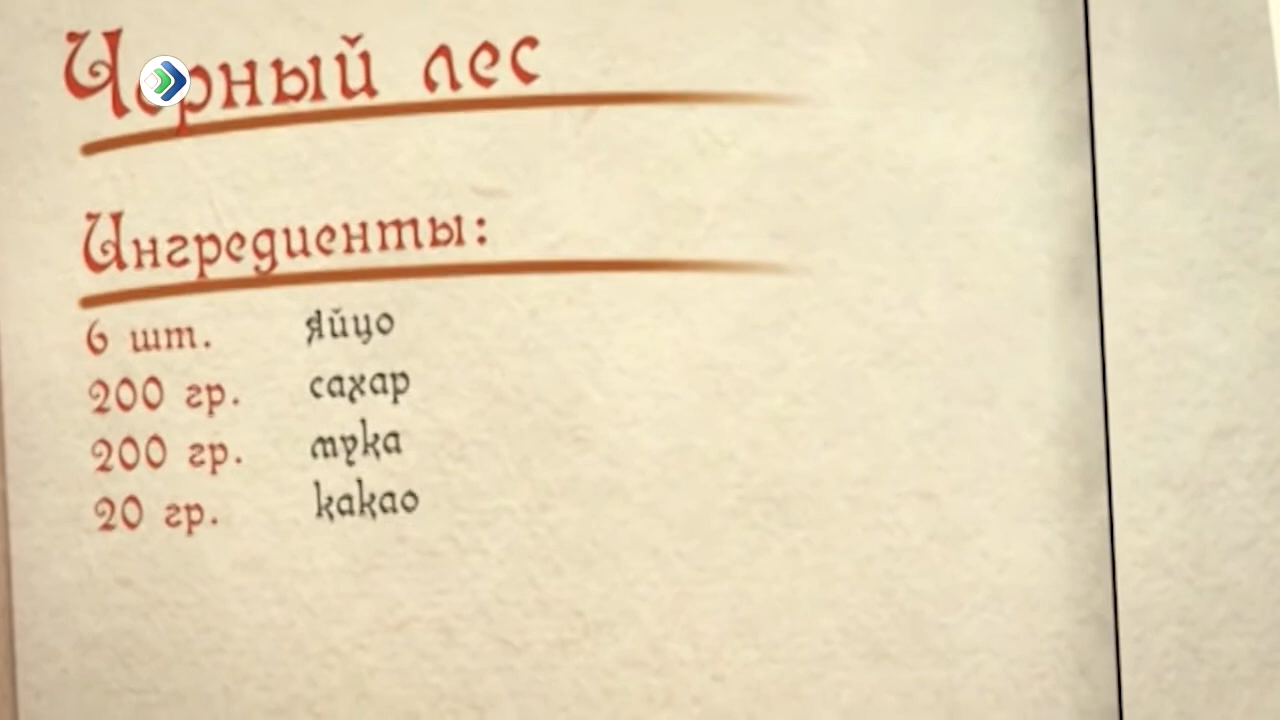 Черный лес
Ингредиенты:
6 шт. яйцо
200 гр. сахар
200 гр. мука
20 гр. какао